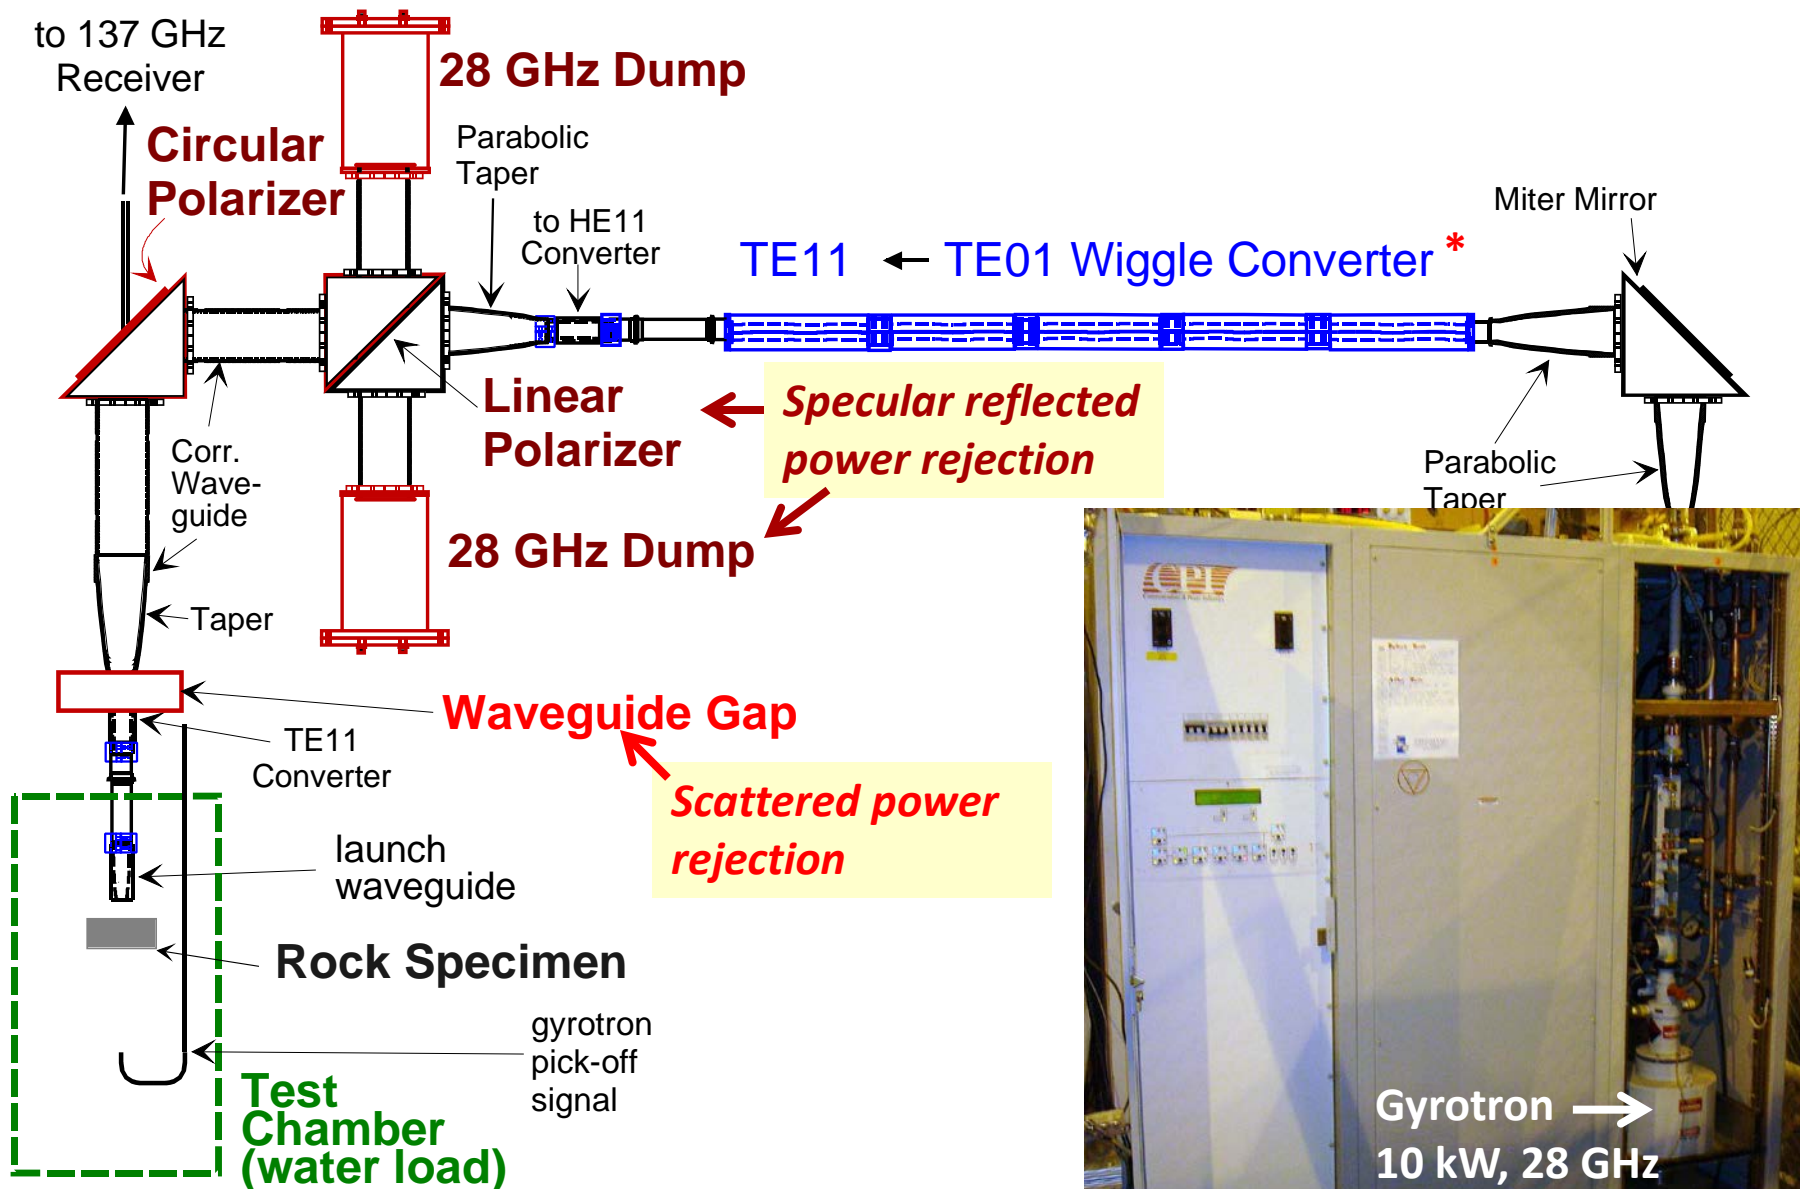 to 137 GHz
Receiver
28 GHz Dump
Circular
Polarizer
Parabolic
Taper
to HE11
Converter
TE11 ← TE01 Wiggle Converter *
Miter Mirror
Linear
Polarizer
Specular reflected
power rejection
Corr.
Wave-
guide
Parabolic
Taper
28 GHz Dump
Taper
Waveguide Gap
TE11
Converter
Scattered power
rejection
launch
waveguide
Rock Specimen
gyrotron
pick-off
signal
Test
Chamber
(water load)
CPI
Gyrotron →
10 kW, 28 GHz